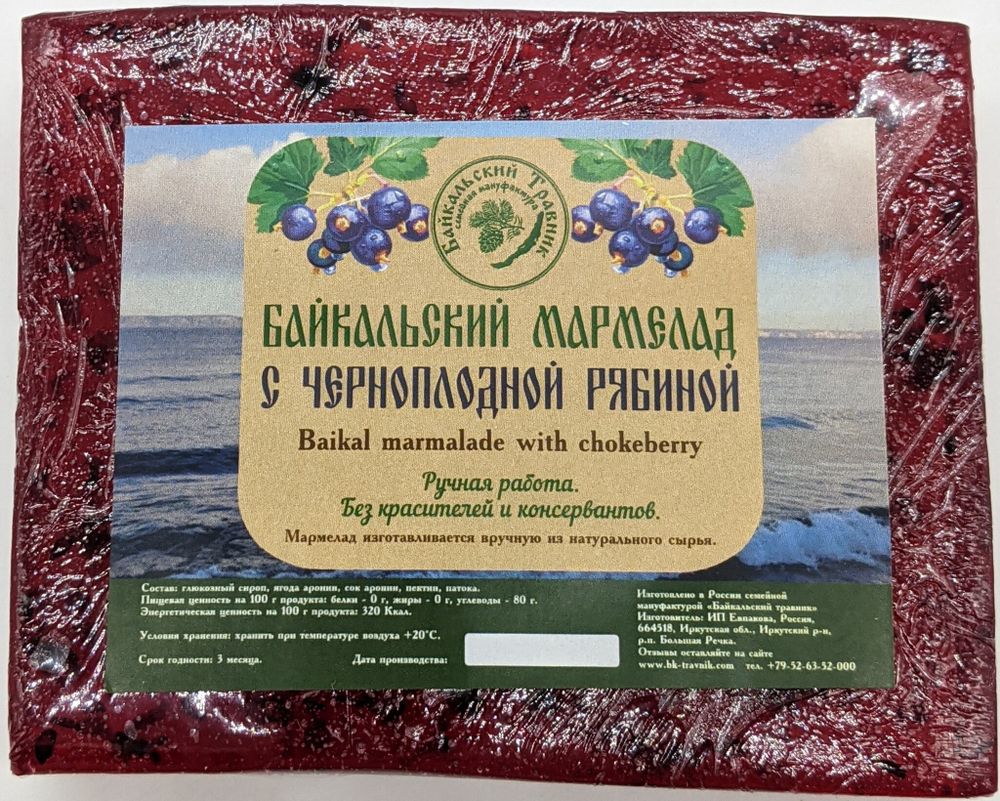 Байкальский Травник
семейная мануфактура
БАЙКАЛЬСКИЙ МАРМЕЛАД
С ЧЕРНОПЛОДНОЙ РЯБИНОЙ
Baikal marmalade with chokeberry
Ручная работа.
Без красителей и консервантов.
Мармелад изготавливается вручную из натурального сырья.
Состав: глюкозный сироп, ягода аронии, сок аронии, пектин, патока.
Пищевая ценность на 100 г продукта: белки - 0 г, жиры - 0 г, углеводы - 80 г.
Энергетическая ценность на 100 г продукта: 320 Ккал.
Условия хранения: хранить при температуре воздуха +20°С.
Срок годности: 3 месяца. Дата производства:
Изготовлено в России семейной
мануфактурой «Байкальский травник»
Изготовитель: ИП Евпакова, Россия,
664518, Иркутская обл., Иркутский р-н,
р.п. Большая Речка.
Отзывы оставляйте на сайте
www.bk-travnik.com тел. +79-52-63-52-000